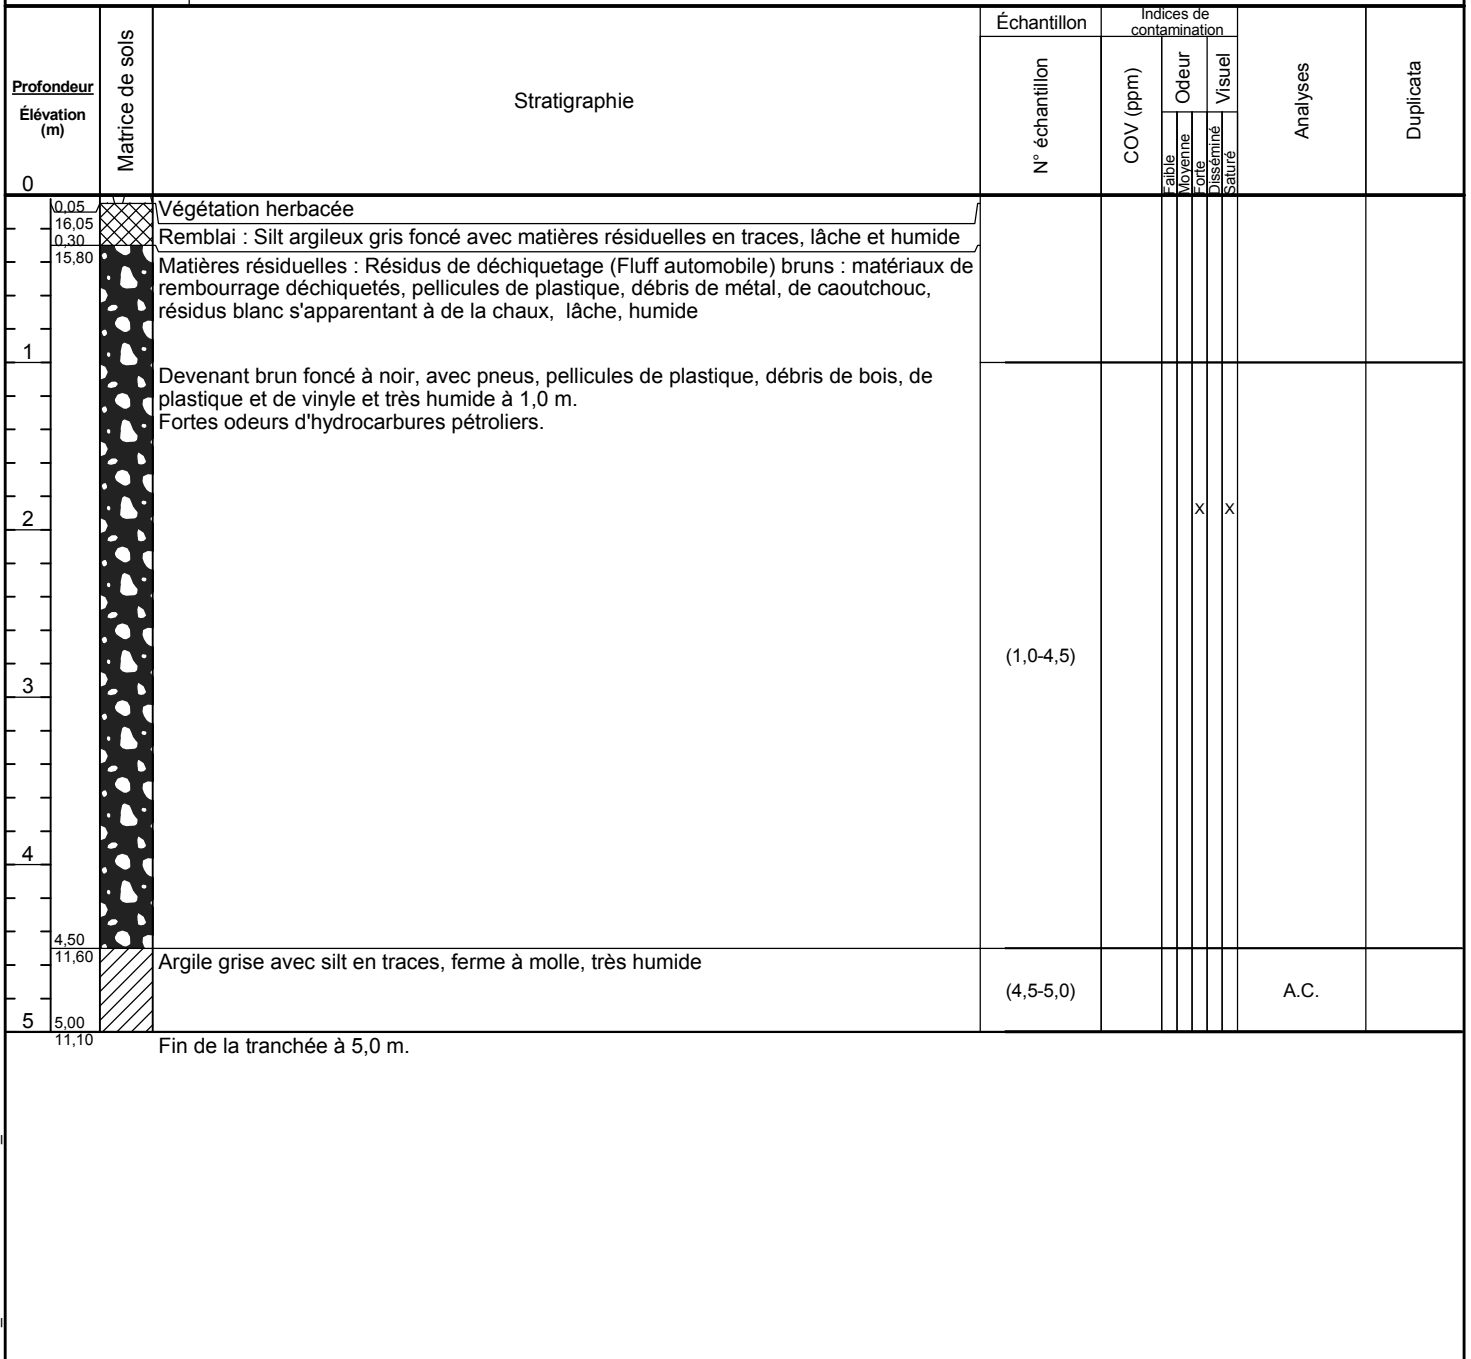 Échantillon
Indices de
contamination
Profondeur
Élévation
(m)
Matrice de sols
Stratigraphie
N° échantillon
COV (ppm)
Odeur
Visuel
Faible
Moyenne
Forte
Disséminé
Saturé
Analyses
Duplicata
0
0,05
16,05
0,30
15,80
Végétation herbacée
Remblai : Silt argileux gris foncé avec matières résiduelles en traces, lâche et humide
Matières résiduelles : Résidus de déchiquetage (Fluff automobile) bruns : matériaux de
rembourrage déchiquetés, pellicules de plastique, débris de métal, de caoutchouc,
résidus blanc s'apparentant à de la chaux, lâche, humide
1
Devenant brun foncé à noir, avec pneus, pellicules de plastique, débris de bois, de
plastique et de vinyle et très humide à 1,0 m.
Fortes odeurs d'hydrocarbures pétroliers.
2
X
X
(1,0-4,5)
3
4
4,50
11,60
Argile grise avec silt en traces, ferme à molle, très humide
(4,5-5,0)
A.C.
5
5,00
11,10
Fin de la tranchée à 5,0 m.